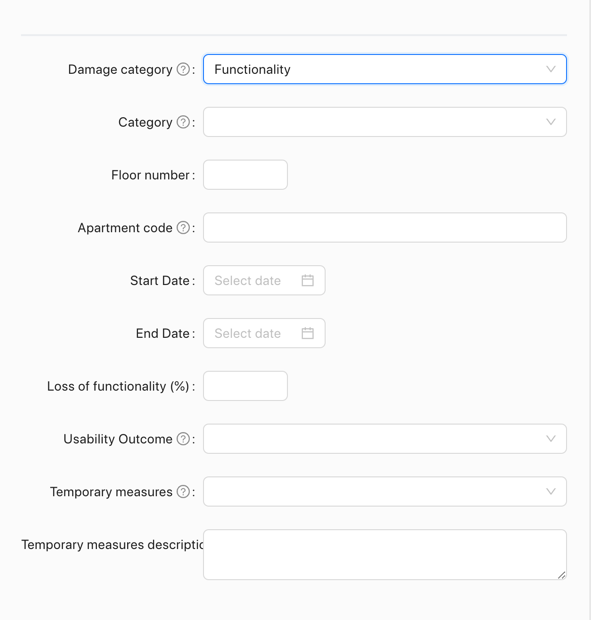 Damage category ? : Functionality
Category ? :
Floor number :
Apartment code ? :
Start Date : Select date
End Date : Select date
Loss of functionality (%) :
Usability Outcome ? :
Temporary measures ? :
Temporary measures descriptio